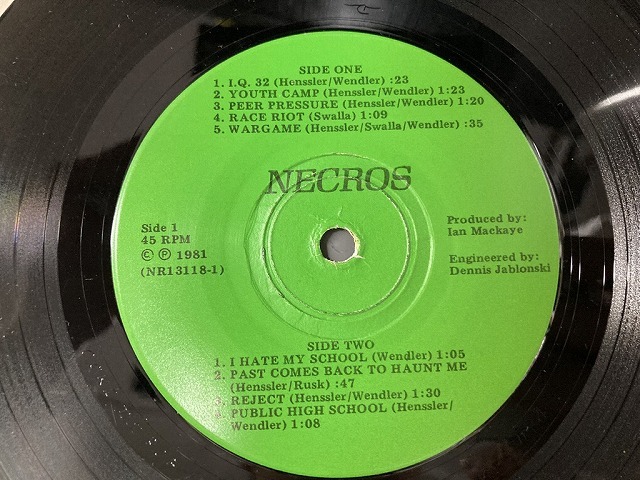 SIDE ONE
1. I.Q. 32 (Henssler/Wendler) :23
2. YOUTH CAMP (Henssler/Wendler) 1:23
3. PEER PRESSURE (Henssler/Wendler) 1:20
4. RACE RIOT (Swalla) 1:09
5. WARGAME (Henssler/Swalla/Wendler) :35
NECROS
Side 1
45 RPM
© ℗ 1981
(NR13118-1)
Produced by:
Ian Mackaye
Engineered by:
Dennis Jablonski
SIDE TWO
1. I HATE MY SCHOOL (Wendler) 1:05
2. PAST COMES BACK TO HAUNT ME
(Henssler/Rusk) :47
3. REJECT (Henssler/Wendler) 1:30
4. PUBLIC HIGH SCHOOL (Henssler/
Wendler) 1:08